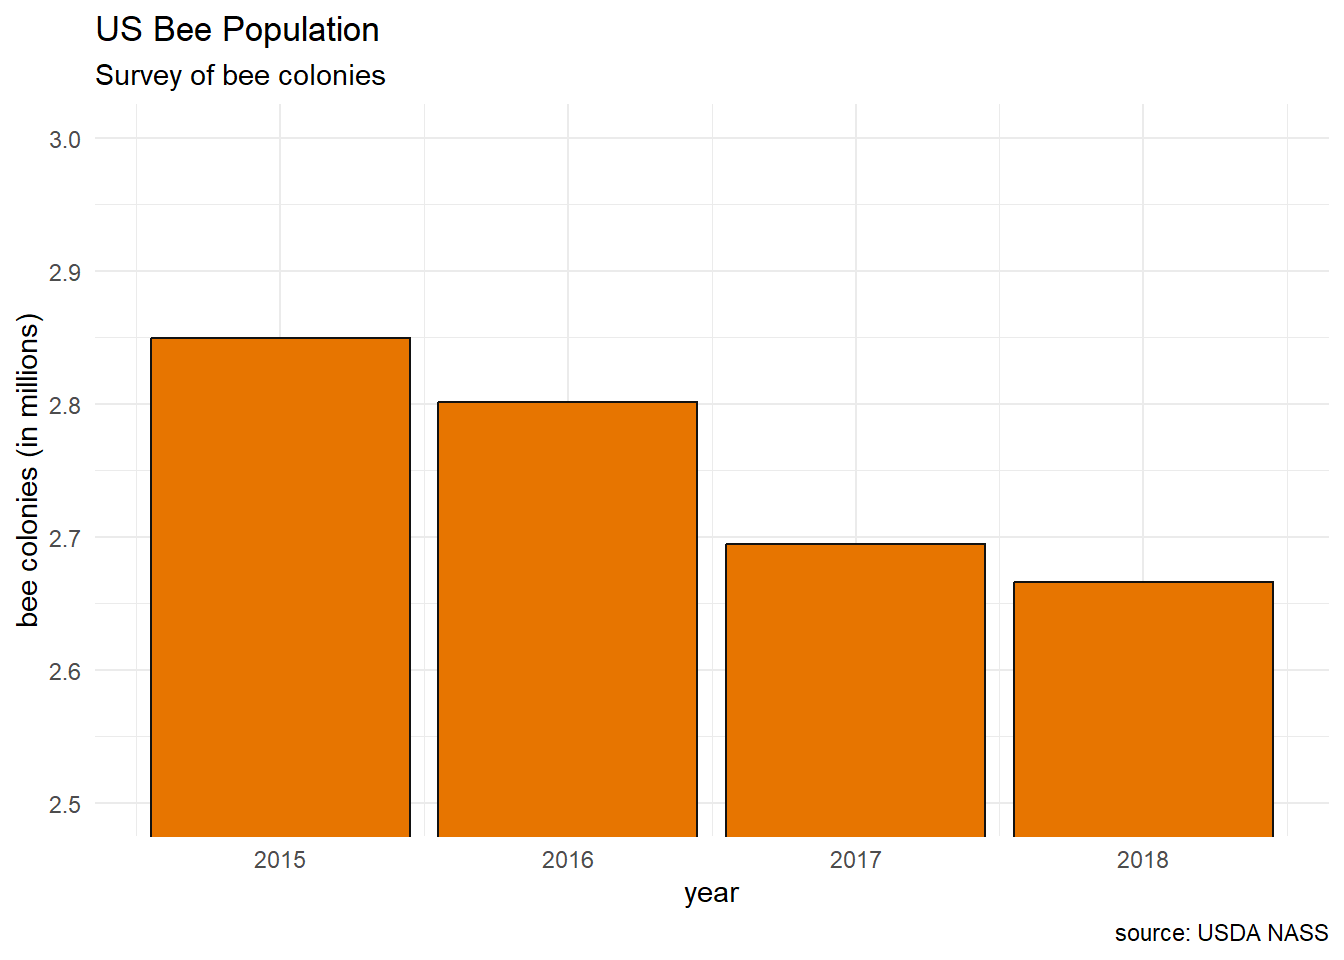 US Bee Population
Survey of bee colonies
3.0
2.9
2.8
2.7
2.6
2.5
bee colonies (in millions)
2015 2016 2017 2018
year
source: USDA NASS